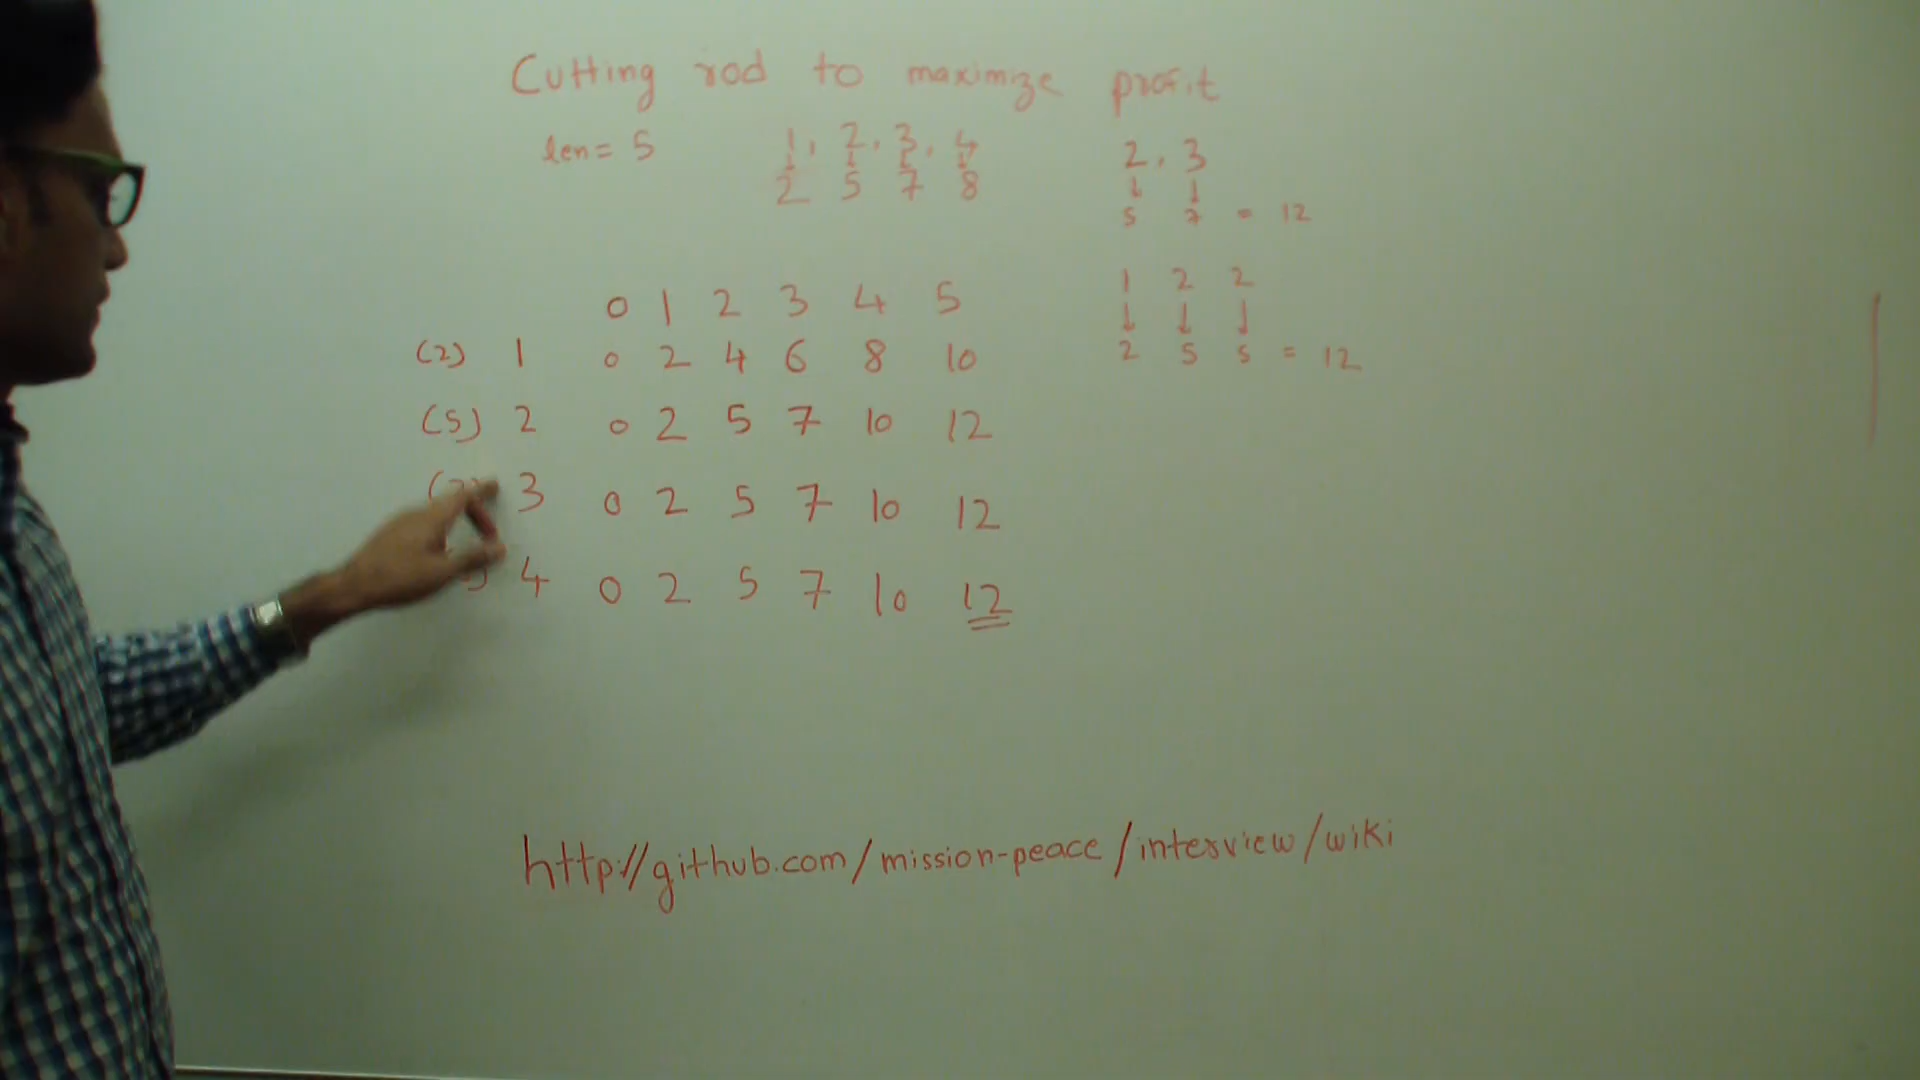 Cutting rod to maximize profit
len = 5
1, 2, 3, 4
2 5 7 8
2, 3
5 7 = 12
1 2 2
2 5 5 = 12
0 1 2 3 4 5
(2) 1 0 2 4 6 8 10
(5) 2 0 2 5 7 10 12
3 0 2 5 7 10 12
4 0 2 5 7 10 12
http://github.com/mission-peace/interview/wiki